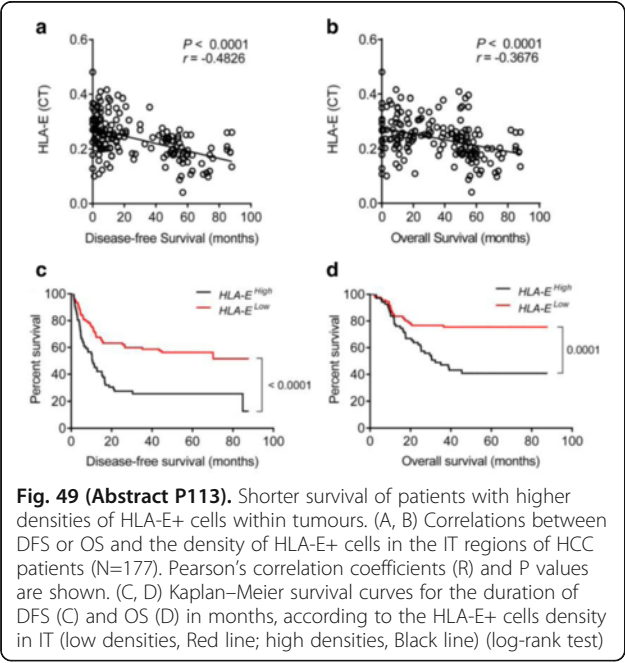 a
P < 0.0001
r = -0.4826
0.6
0.4
0.2
0.0
HLA-E (CT)
0 20 40 60 80 100
Disease-free Survival (months)
b
P < 0.0001
r = -0.3676
0.6
0.4
0.2
0.0
HLA-E (CT)
0 20 40 60 80 100
Overall Survival (months)
c
HLA-E High
HLA-E Low
100
80
60
40
20
0
Percent survival
< 0.0001
0 20 40 60 80 100
Disease-free survival (months)
d
HLA-E High
HLA-E Low
100
80
60
40
20
0
Percent survival
0.0001
0 20 40 60 80 100
Overall survival (months)
Fig. 49 (Abstract P113). Shorter survival of patients with higher
densities of HLA-E+ cells within tumours. (A, B) Correlations between
DFS or OS and the density of HLA-E+ cells in the IT regions of HCC
patients (N=177). Pearson's correlation coefficients (R) and P values
are shown. (C, D) Kaplan–Meier survival curves for the duration of
DFS (C) and OS (D) in months, according to the HLA-E+ cells density
in IT (low densities, Red line; high densities, Black line) (log-rank test)